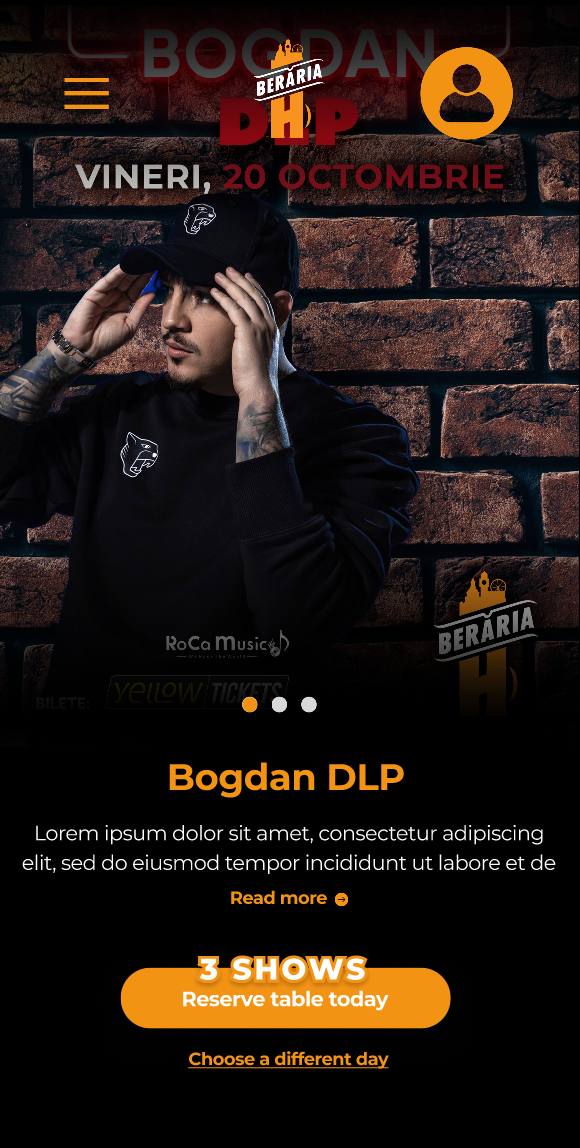 BOGDAN
BERĂRIA
H
DLP
VINERI, 20 OCTOMBRIE
RoCa Music
BERĂRIA
H
BILETE: YELLOW TICKETS
Bogdan DLP
Lorem ipsum dolor sit amet, consectetur adipiscing
elit, sed do eiusmod tempor incididunt ut labore et de
Read more
3 SHOWS
Reserve table today
Choose a different day